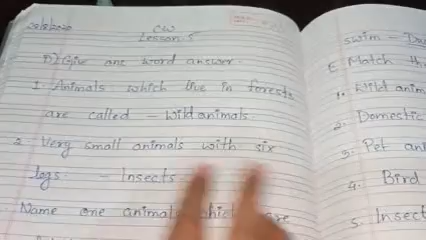 CW
Lesson-5
D) Give one word answer.
1. Animals which live in forests
are called - Wild animals.
2. Very small animals with six
legs. - Insects.
Name one animal which
swim -
E. Match
1. Wild anim
2. Domestic
3. Pet an
4. Bird
5. Insect